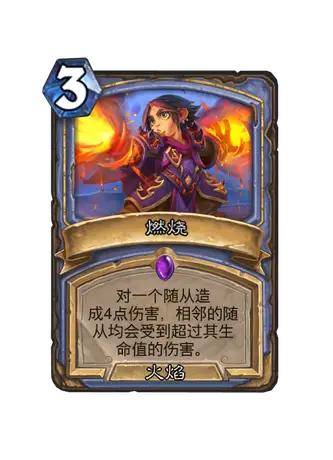 3
燃烧
对一个随从造
成4点伤害，相邻的随
从均会受到超过其生
命值的伤害。
火焰